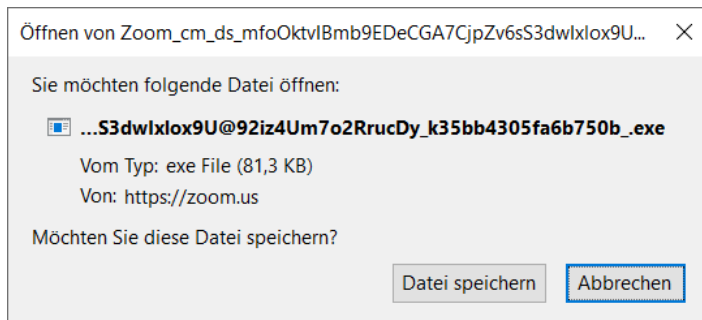 Öffnen von Zoom_cm_ds_mfoOktvIBmb9EDeCGA7CjpZv6sS3dwIxlox9U...
Sie möchten folgende Datei öffnen:
...S3dwIxlox9U@92iz4Um7o2RrucDy_k35bb4305fa6b750b_.exe
Vom Typ: exe File (81,3 KB)
Von: https://zoom.us
Möchten Sie diese Datei speichern?
Datei speichern Abbrechen